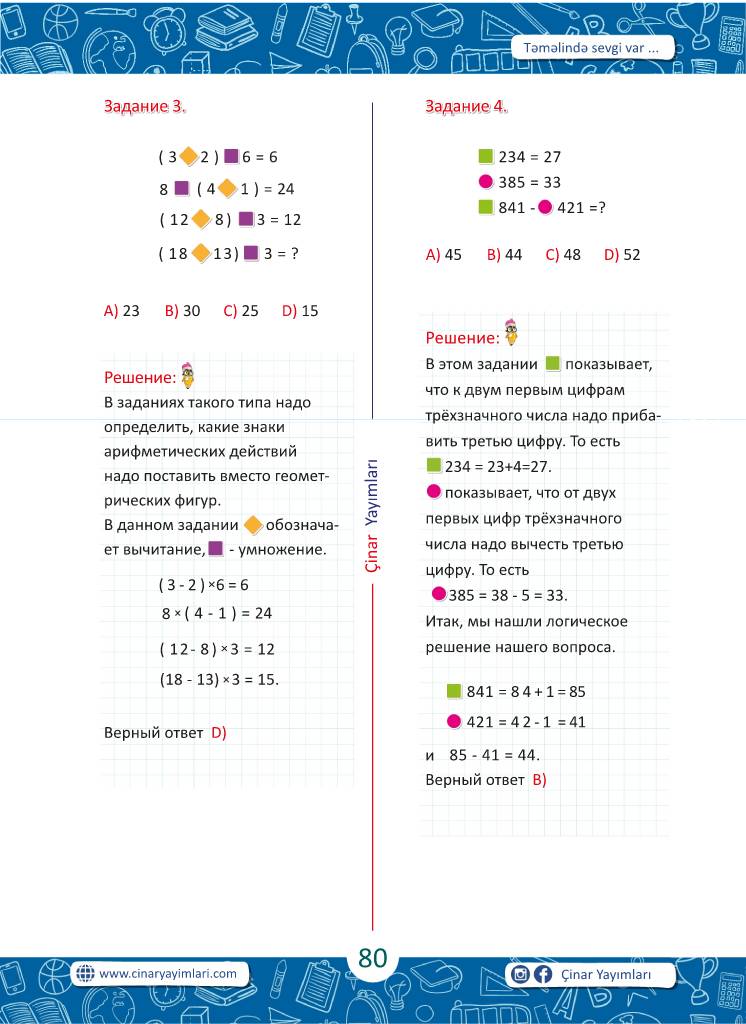 Təməlində sevgi var ...
Задание 3.
( 3 2 ) 6 = 6
8 ( 4 1 ) = 24
( 12 8 ) 3 = 12
( 18 13 ) 3 = ?
A) 23 B) 30 C) 25 D) 15
Решение:
В заданиях такого типа надо
определить, какие знаки
арифметических действий
надо поставить вместо геомет-
рических фигур.
В данном задании обознача-
ет вычитание, - умножение.
( 3 - 2 ) × 6 = 6
8 × ( 4 - 1 ) = 24
( 12 - 8 ) × 3 = 12
(18 - 13) × 3 = 15.
Верный ответ D)
Çinar Yayımları
Задание 4.
234 = 27
385 = 33
841 - 421 =?
A) 45 B) 44 C) 48 D) 52
Решение:
В этом задании показывает,
что к двум первым цифрам
трёхзначного числа надо приба-
вить третью цифру. То есть
234 = 23+4=27.
показывает, что от двух
первых цифр трёхзначного
числа надо вычесть третью
цифру. То есть
385 = 38 - 5 = 33.
Итак, мы нашли логическое
решение нашего вопроса.
841 = 8 4 + 1 = 85
421 = 4 2 - 1 = 41
и 85 - 41 = 44.
Верный ответ B)
www.cinaryayimlari.com
80
Çinar Yayımları